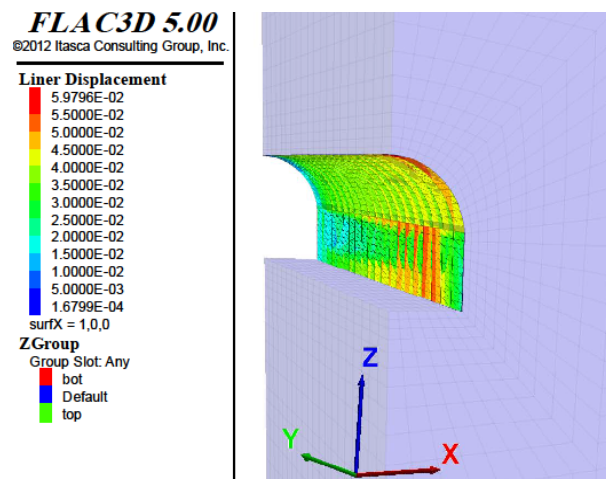 FLAC3D 5.00
©2012 Itasca Consulting Group, Inc.
Liner Displacement
5.9796E-02
5.5000E-02
5.0000E-02
4.5000E-02
4.0000E-02
3.5000E-02
3.0000E-02
2.5000E-02
2.0000E-02
1.5000E-02
1.0000E-02
5.0000E-03
1.6799E-04
surfX = 1,0,0
ZGroup
Group Slot: Any
bot
Default
top
Z
Y
X